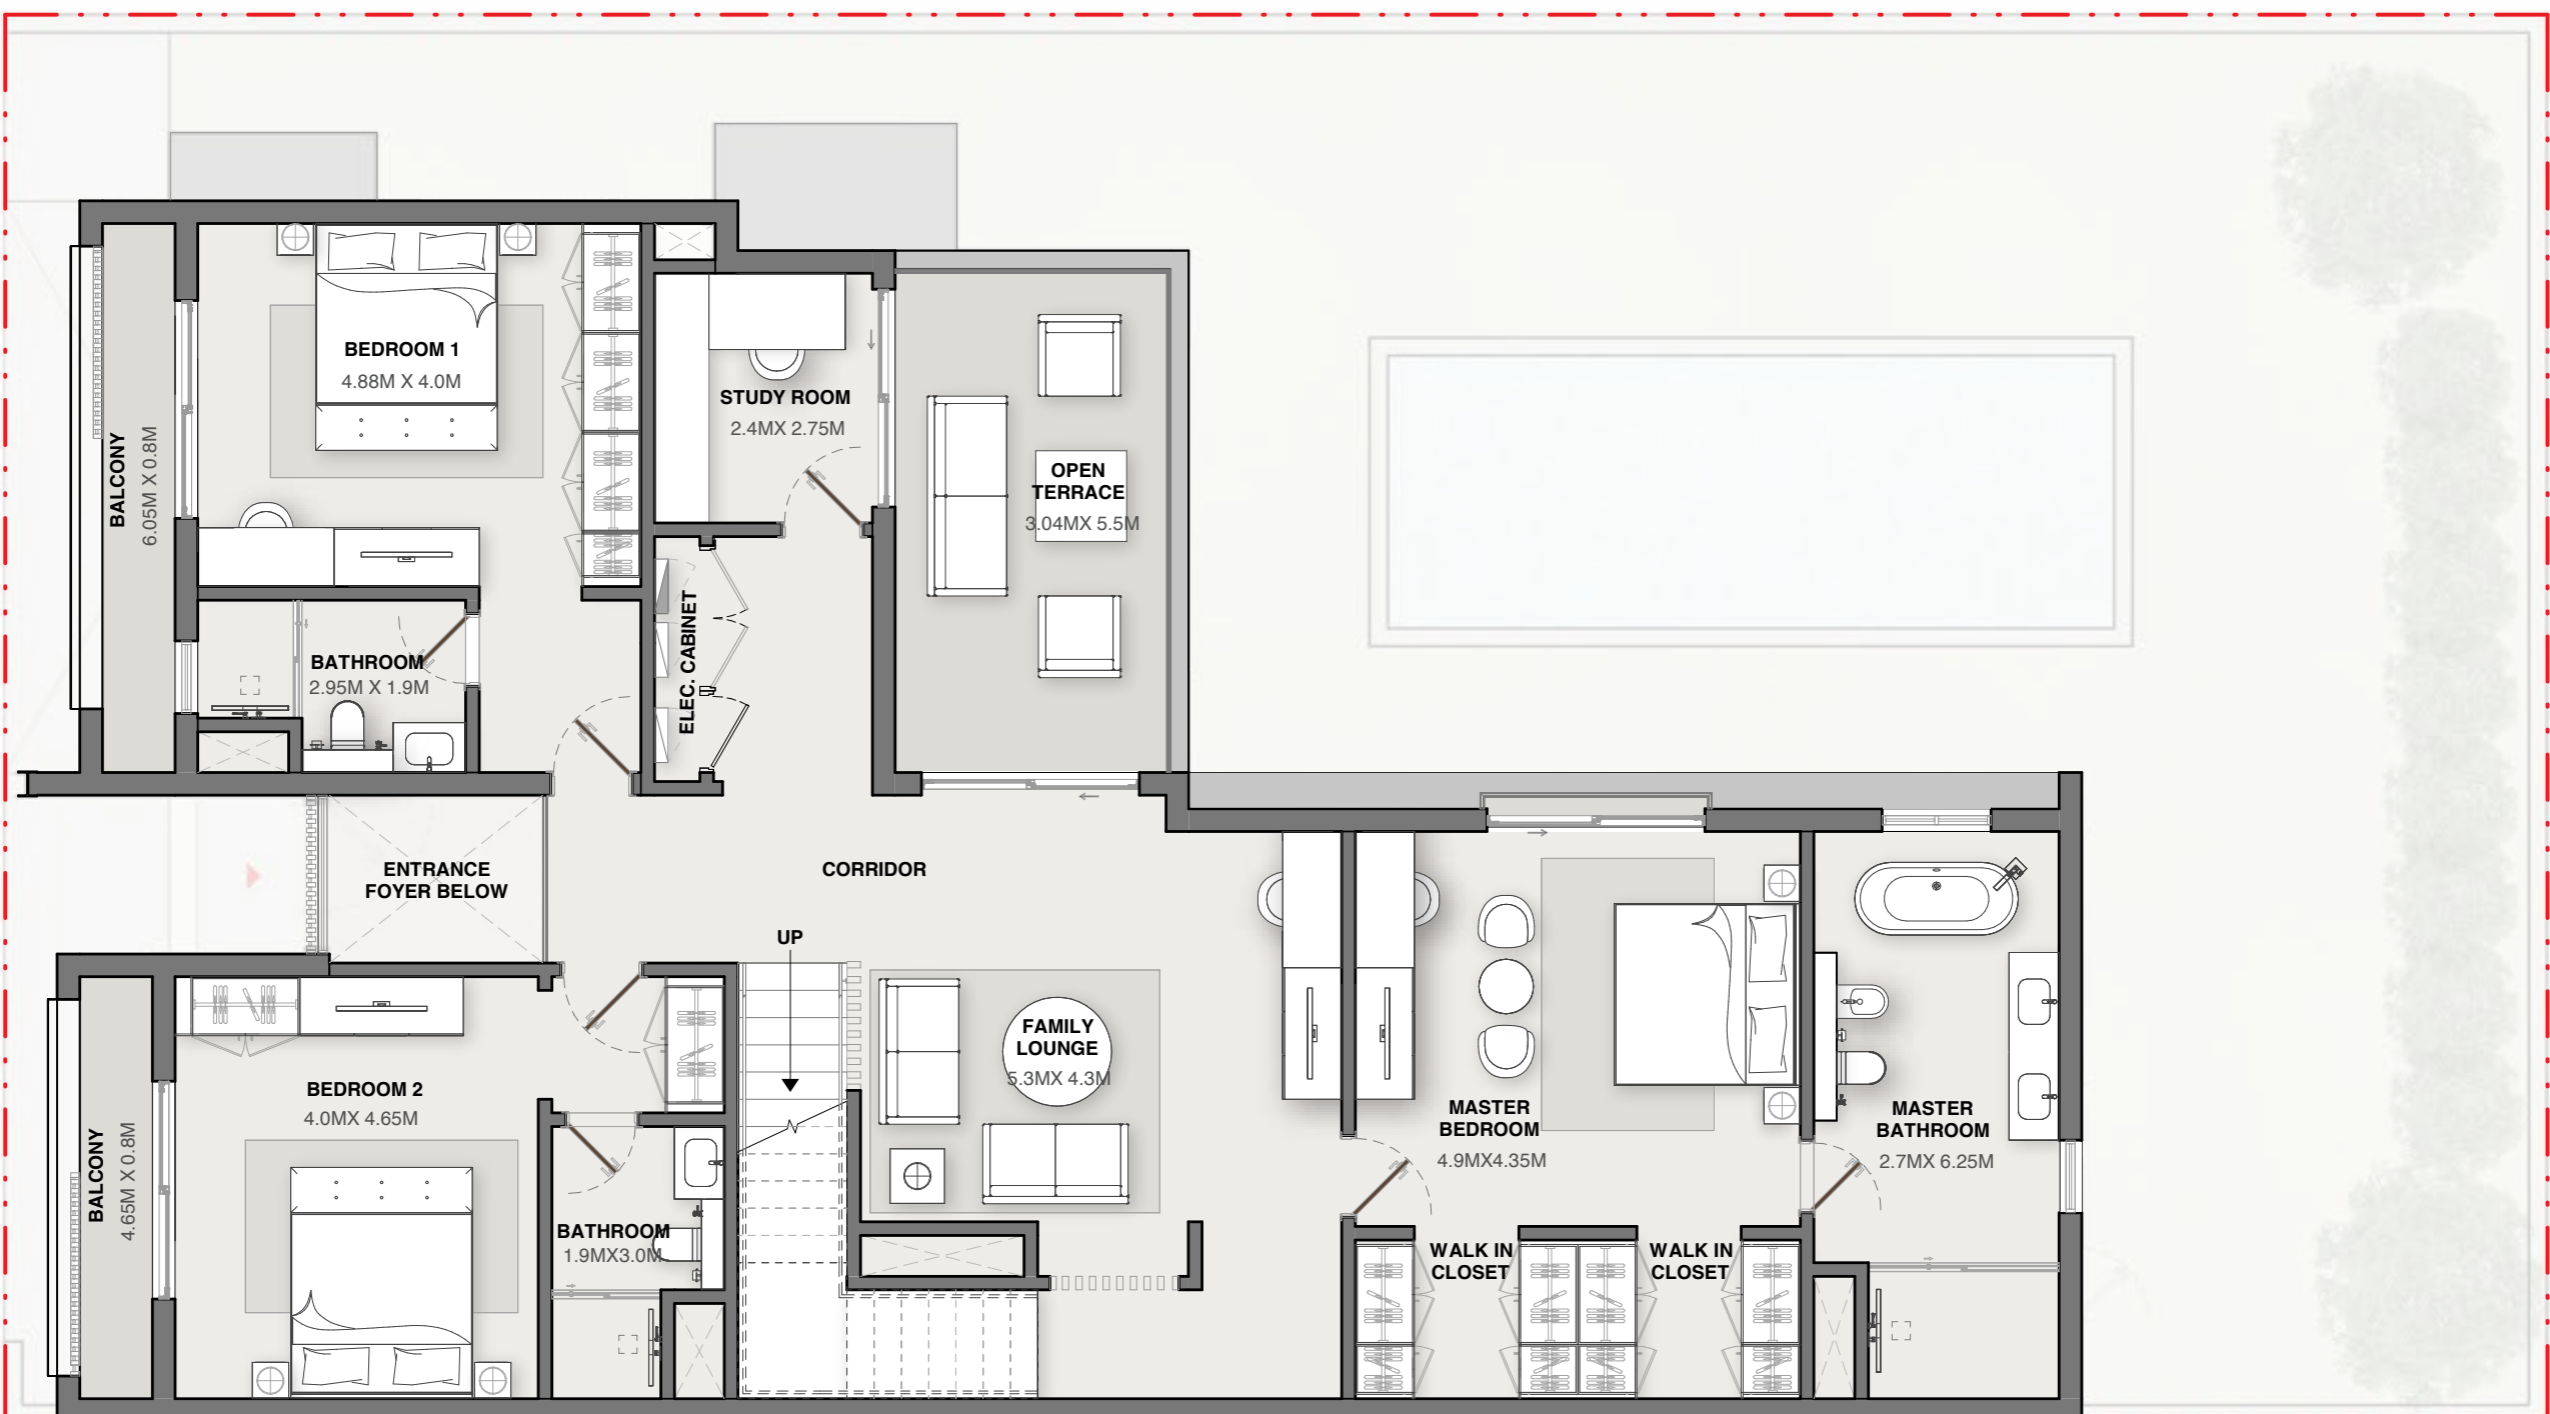 BEDROOM 1
4.88M X 4.0M
BALCONY
6.05M X 0.8M
STUDY ROOM
2.4MX 2.75M
OPEN
TERRACE
3.04MX 5.5M
BATHROOM
2.95M X 1.9M
ELEC. CABINET
ENTRANCE
FOYER BELOW
CORRIDOR
UP
FAMILY
LOUNGE
5.3MX 4.3M
BEDROOM 2
4.0MX 4.65M
BALCONY
4.65M X 0.8M
BATHROOM
1.9MX3.0M
MASTER
BEDROOM
4.9MX4.35M
MASTER
BATHROOM
2.7MX 6.25M
WALK IN
CLOSET
WALK IN
CLOSET